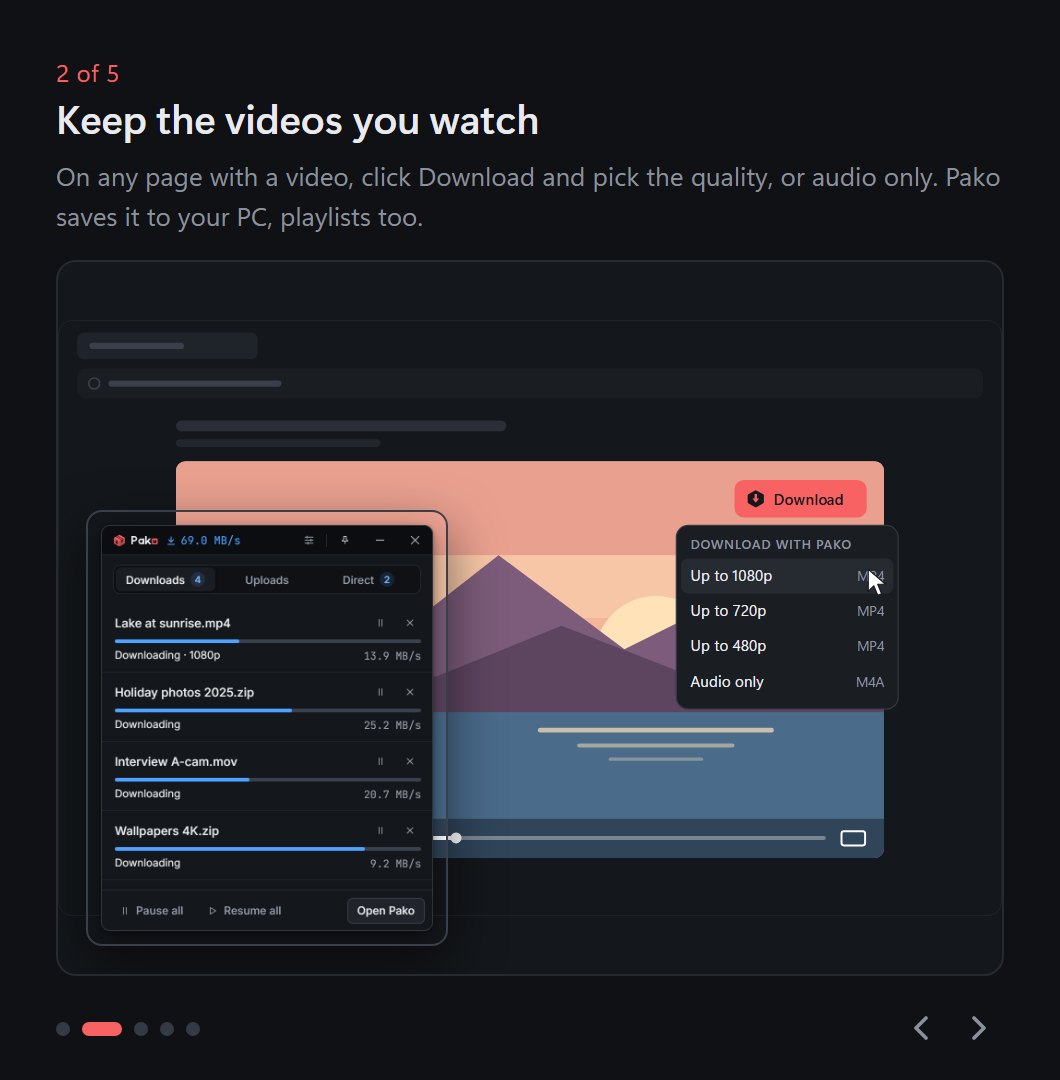 2 of 5
Keep the videos you watch
On any page with a video, click Download and pick the quality, or audio only. Pako
saves it to your PC, playlists too.
Download
DOWNLOAD WITH PAKO
Up to 1080p
Up to 720p MP4
Up to 480p MP4
Audio only M4A
Pako 69.0 MB/s
Downloads 4 Uploads Direct 2
Lake at sunrise.mp4
Downloading · 1080p 13.9 MB/s
Holiday photos 2025.zip
Downloading 25.2 MB/s
Interview A-cam.mov
Downloading 20.7 MB/s
Wallpapers 4K.zip
Downloading 9.2 MB/s
Pause all Resume all Open Pako